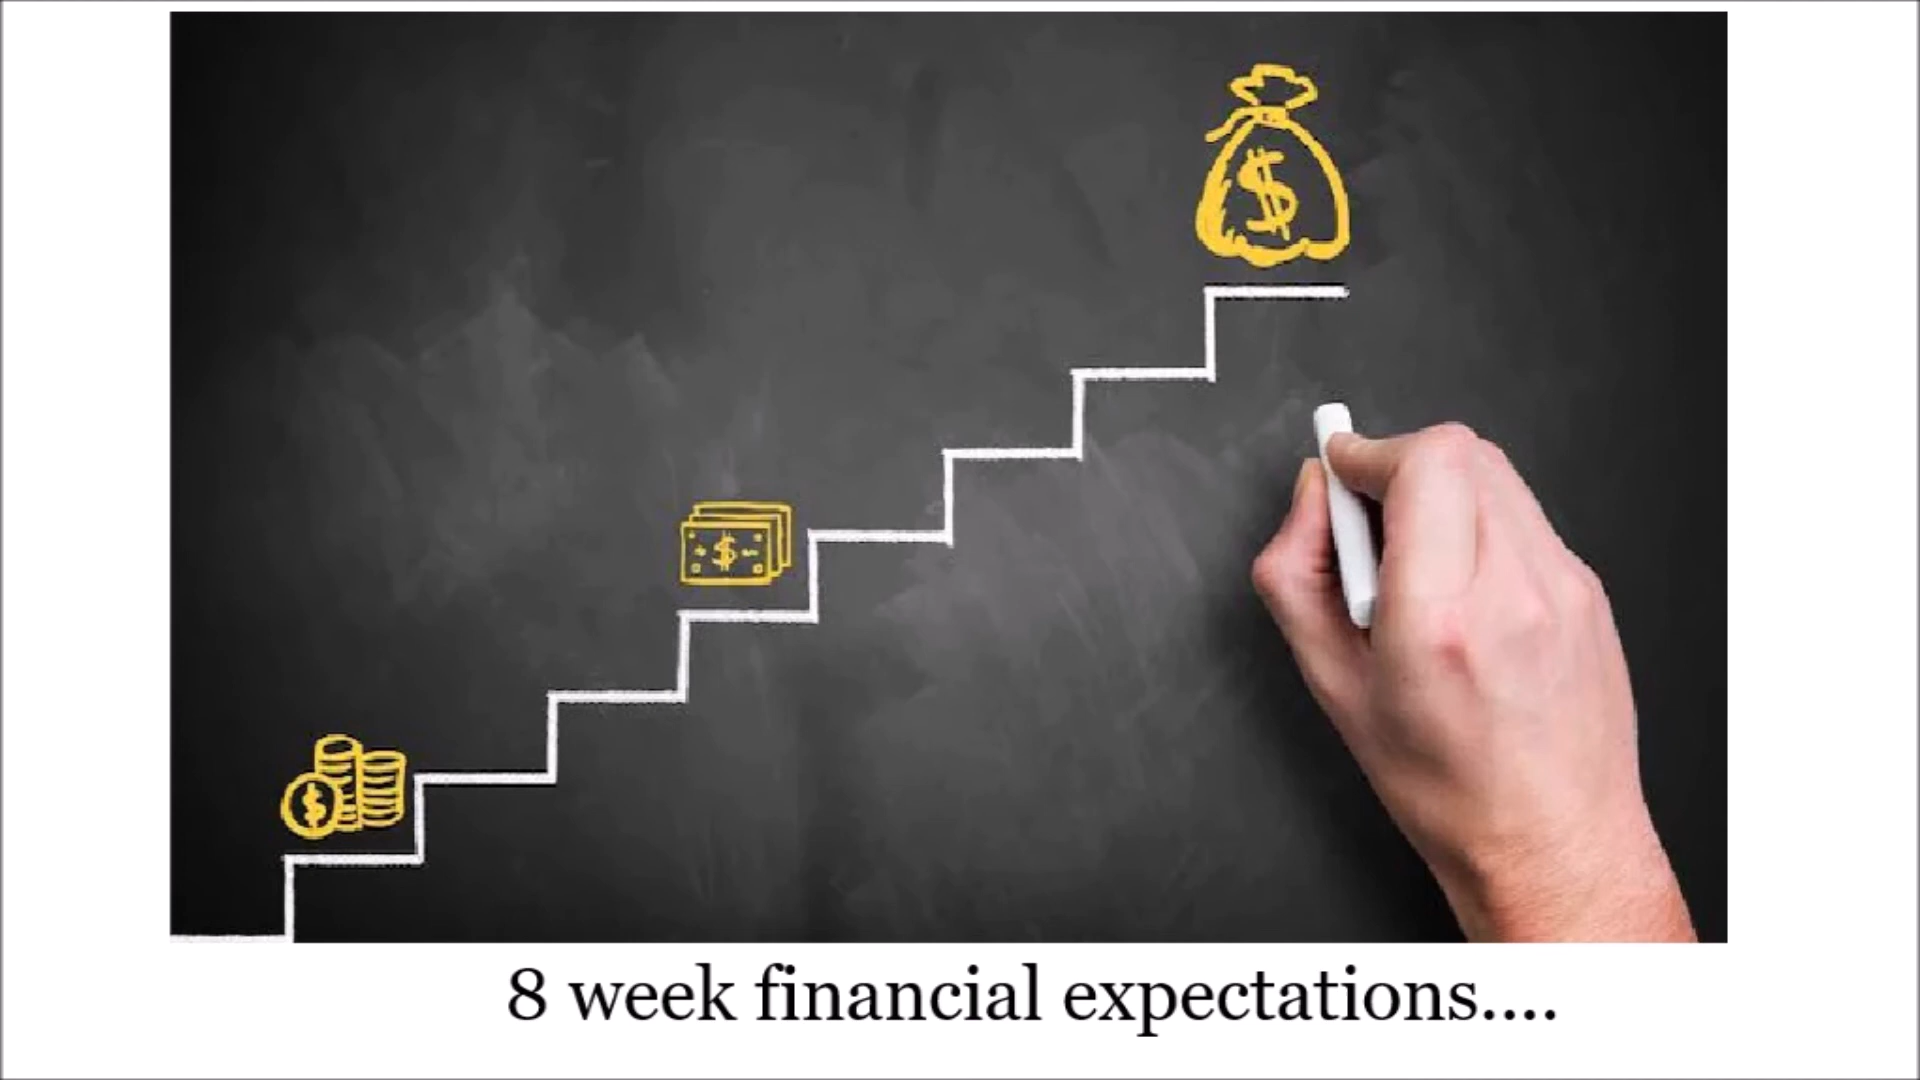 $
$
$
8 week financial expectations....